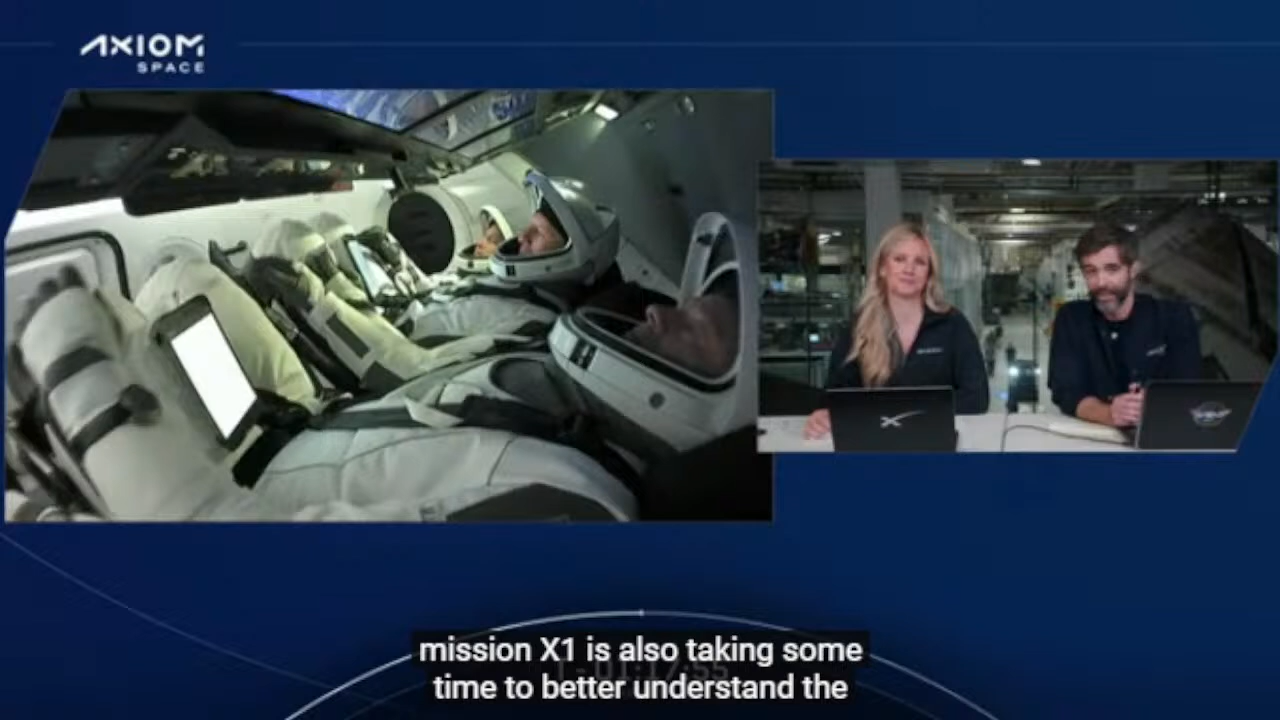 AXIOM
SPACE
mission X1 is also taking some
time to better understand the